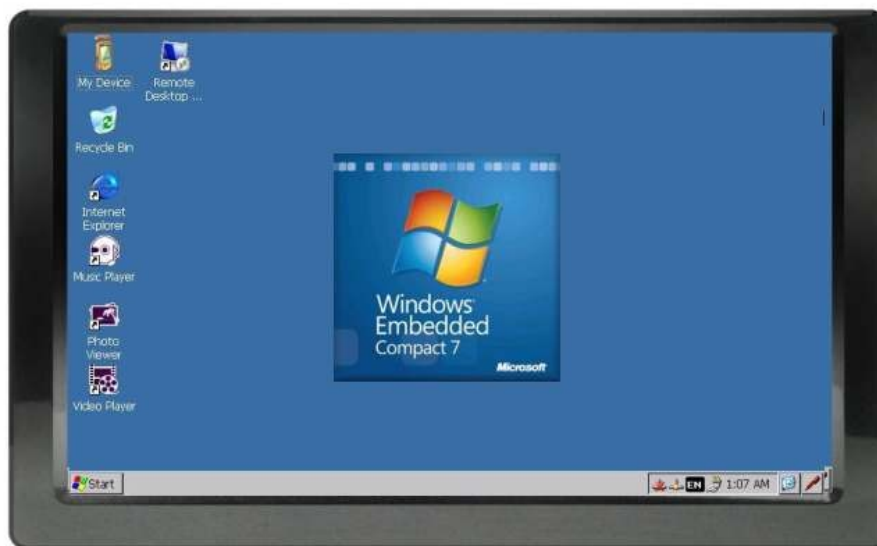 My Device
Remote
Desktop ...
Recycle Bin
Internet
Explorer
Music Player
Photo
Viewer
Video Player
Windows
Embedded
Compact 7
Microsoft
Start
EN
1:07 AM